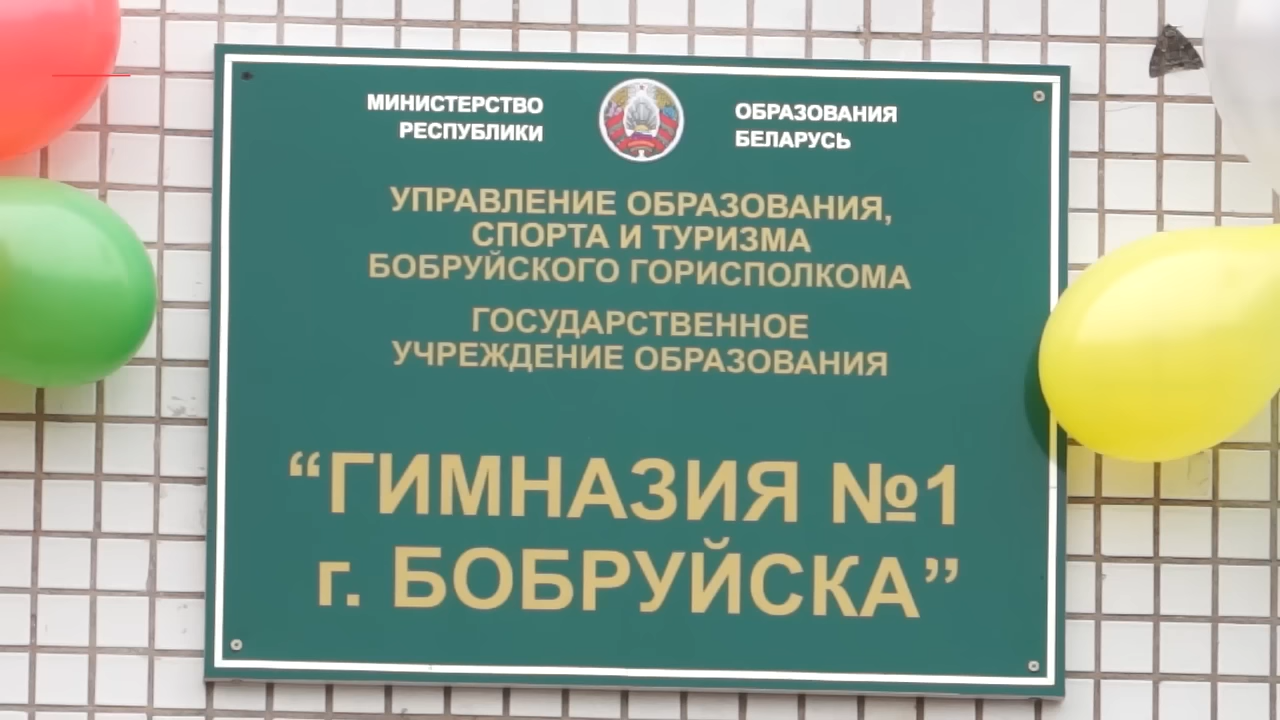 МИНИСТЕРСТВО ОБРАЗОВАНИЯ
РЕСПУБЛИКИ БЕЛАРУСЬ
УПРАВЛЕНИЕ ОБРАЗОВАНИЯ,
СПОРТА И ТУРИЗМА
БОБРУЙСКОГО ГОРИСПОЛКОМА
ГОСУДАРСТВЕННОЕ
УЧРЕЖДЕНИЕ ОБРАЗОВАНИЯ
“ГИМНАЗИЯ №1
г. БОБРУЙСКА”